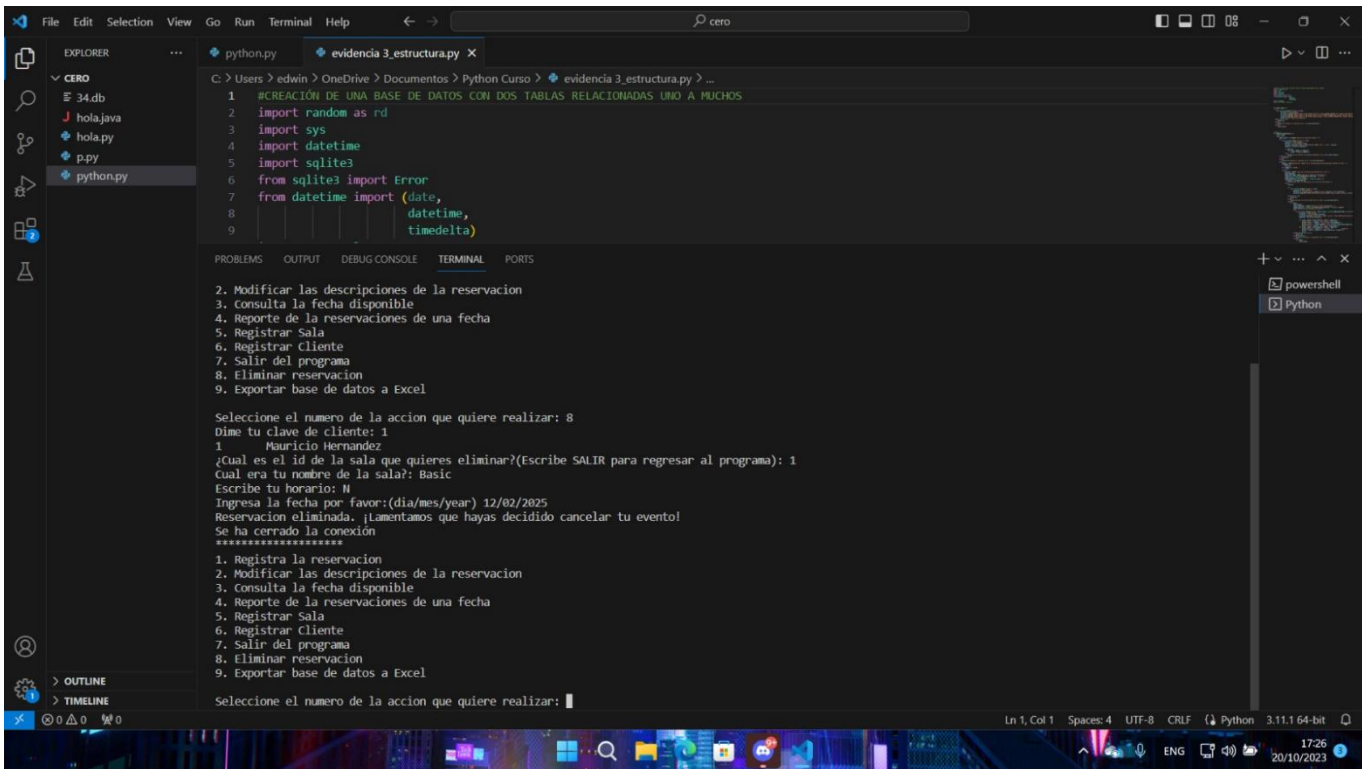 File Edit Selection View Go Run Terminal Help
cero
EXPLORER
python.py
evidencia 3_estructura.py
CERO
34.db
hola.java
hola.py
p.py
python.py
C: > Users > edwin > OneDrive > Documentos > Python Curso > evidencia 3_estructura.py > ...
1 #CREACIÓN DE UNA BASE DE DATOS CON DOS TABLAS RELACIONADAS UNO A MUCHOS
2 import random as rd
3 import sys
4 import datetime
5 import sqlite3
6 from sqlite3 import Error
7 from datetime import (date,
8 datetime,
9 timedelta)
PROBLEMS OUTPUT DEBUG CONSOLE TERMINAL PORTS
powershell
Python
2. Modificar las descripciones de la reservacion
3. Consulta la fecha disponible
4. Reporte de la reservaciones de una fecha
5. Registrar Sala
6. Registrar Cliente
7. Salir del programa
8. Eliminar reservacion
9. Exportar base de datos a Excel
Seleccione el numero de la accion que quiere realizar: 8
Dime tu clave de cliente: 1
1 Mauricio Hernandez
¿Cual es el id de la sala que quieres eliminar?(Escribe SALIR para regresar al programa): 1
Cual era tu nombre de la sala?: Basic
Escribe tu horario: N
Ingresa la fecha por favor:(dia/mes/year) 12/02/2025
Reservacion eliminada. ¡Lamentamos que hayas decidido cancelar tu evento!
Se ha cerrado la conexión
********************
1. Registra la reservacion
2. Modificar las descripciones de la reservacion
3. Consulta la fecha disponible
4. Reporte de la reservaciones de una fecha
5. Registrar Sala
6. Registrar Cliente
7. Salir del programa
8. Eliminar reservacion
9. Exportar base de datos a Excel
Seleccione el numero de la accion que quiere realizar:
OUTLINE
TIMELINE
0 0 0
Ln 1, Col 1 Spaces: 4 UTF-8 CRLF Python 3.11.1 64-bit
ENG
17:26
20/10/2023